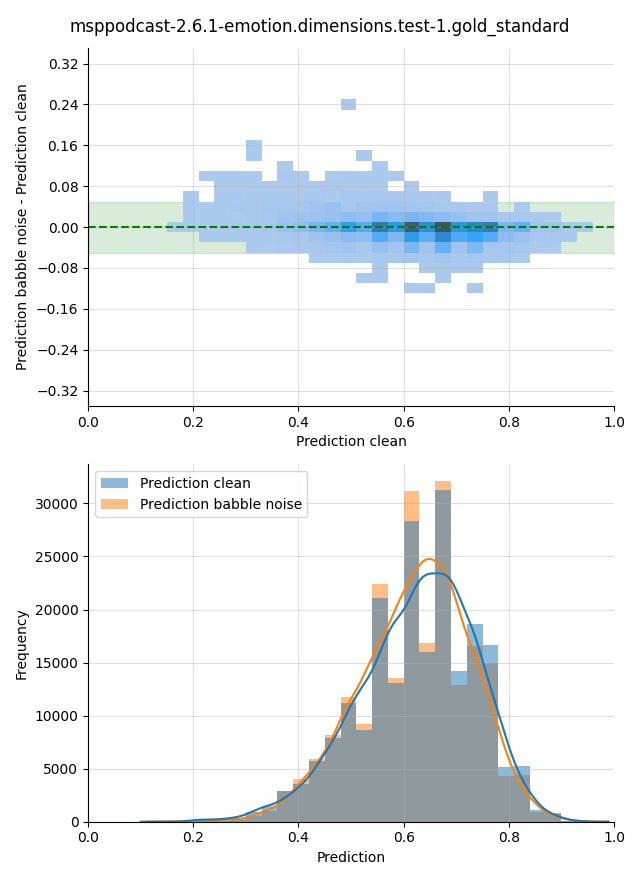 msppodcast-2.6.1-emotion.dimensions.test-1.gold_standard
Prediction babble noise - Prediction clean
0.32
0.24
0.16
0.08
0.00
−0.08
−0.16
−0.24
−0.32
0.0 0.2 0.4 0.6 0.8 1.0
Prediction clean
Prediction clean
Prediction babble noise
Frequency
30000
25000
20000
15000
10000
5000
0
0.0 0.2 0.4 0.6 0.8 1.0
Prediction